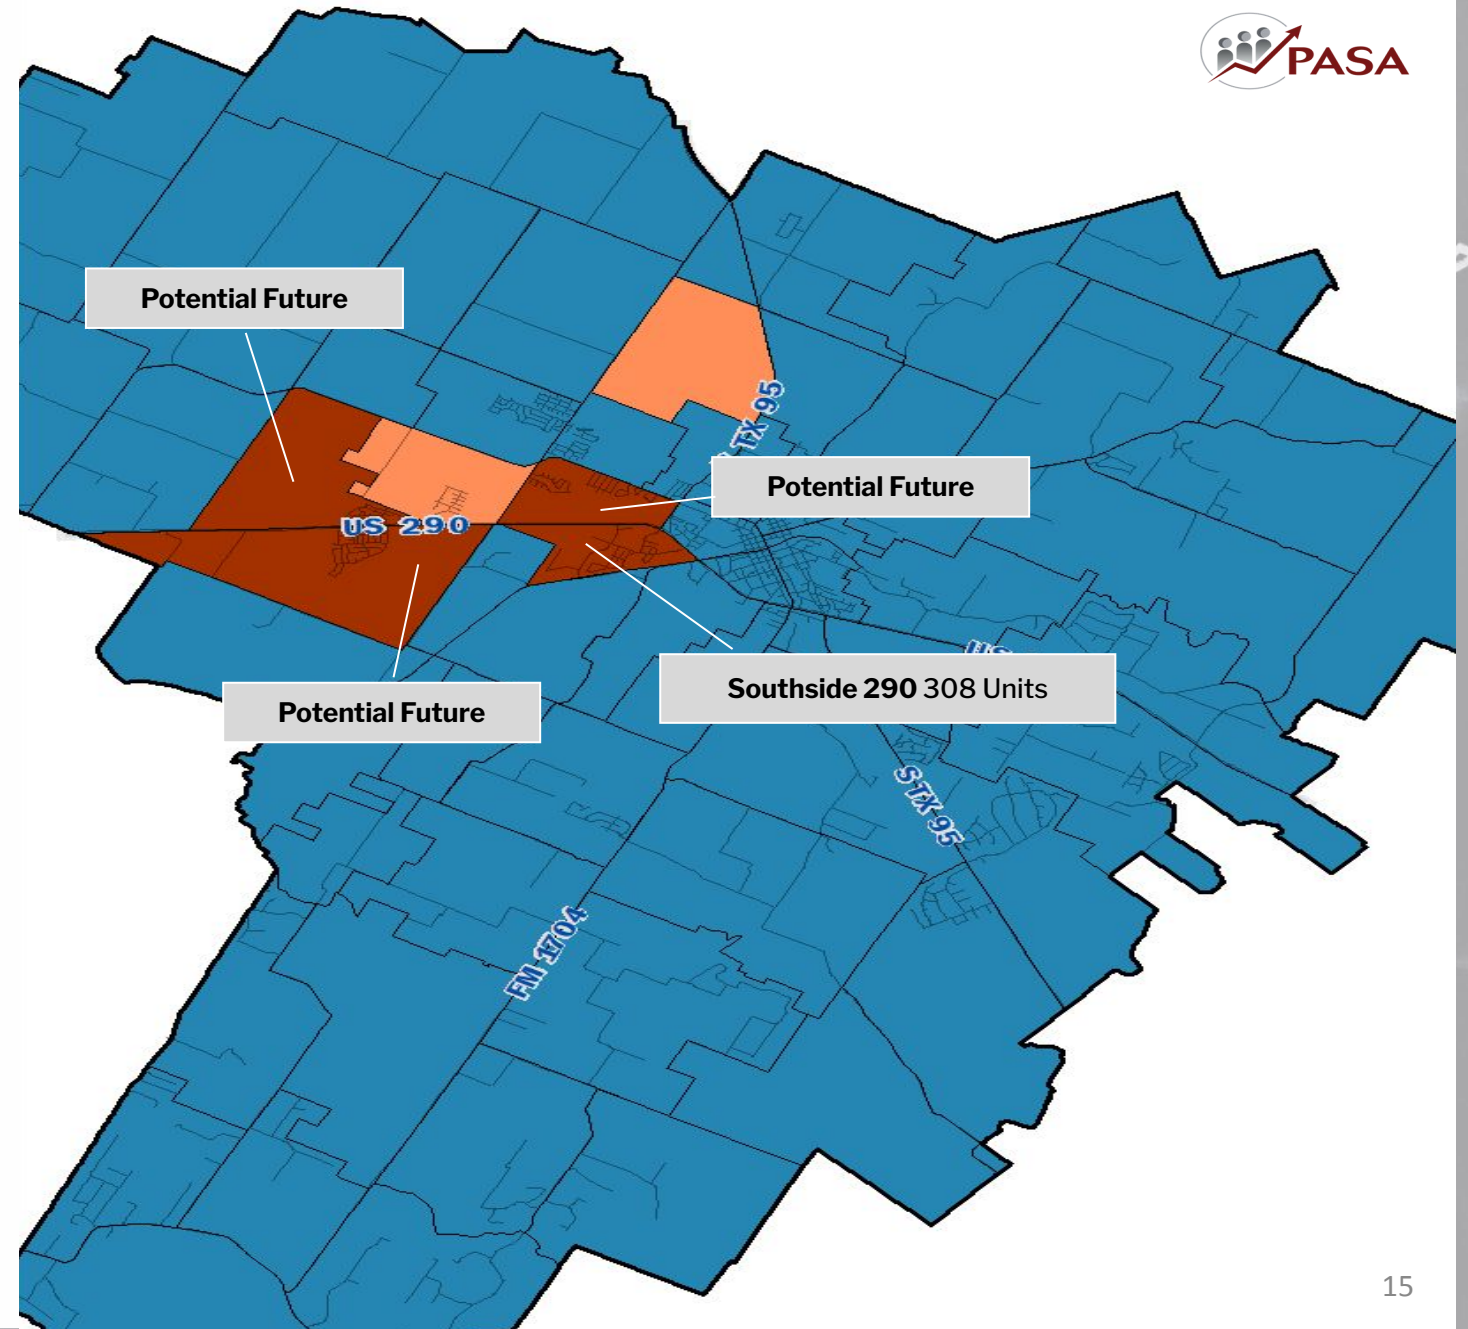 PASA
Potential Future
TX 95
Potential Future
US 290
US
Southside 290 308 Units
Potential Future
S TX 95
FM 1704
15